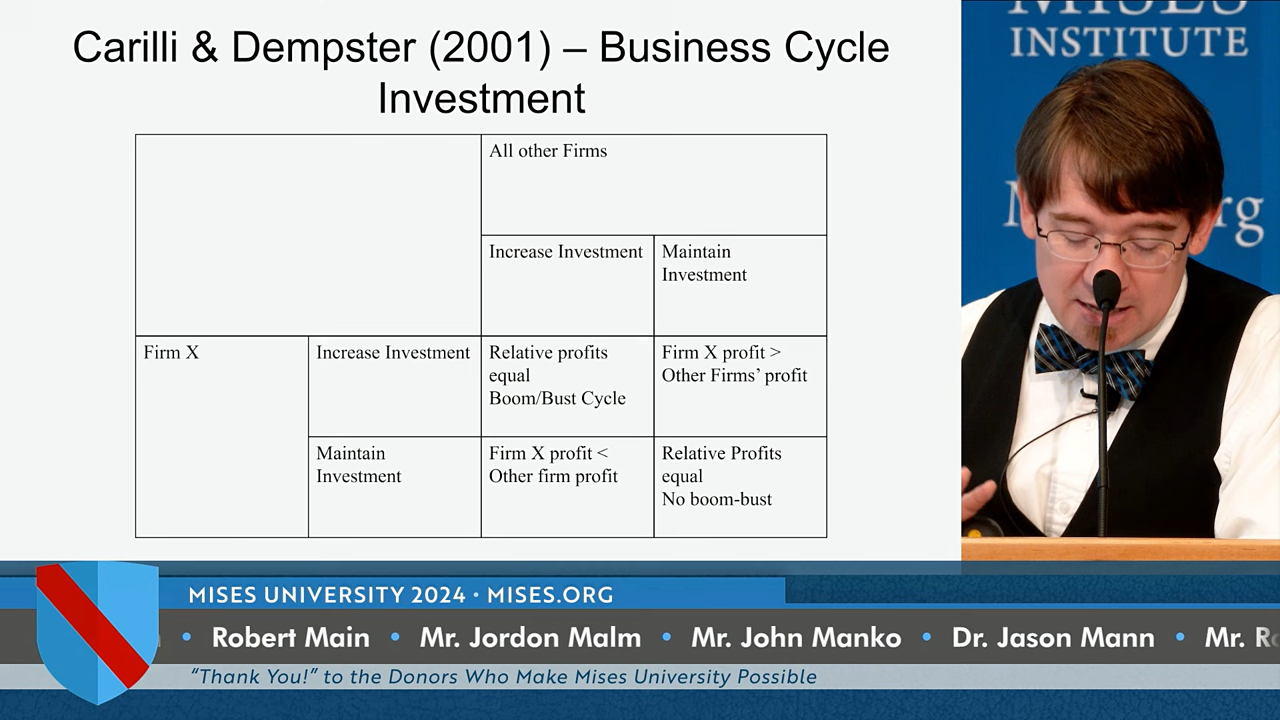 Carilli & Dempster (2001) – Business Cycle
Investment
All other Firms
Increase Investment
Maintain
Investment
Firm X
Increase Investment
Relative profits
equal
Boom/Bust Cycle
Firm X profit >
Other Firms’ profit
Maintain
Investment
Firm X profit <
Other firm profit
Relative Profits
equal
No boom-bust
MISES
INSTITUTE
rg
MISES UNIVERSITY 2024 • MISES.ORG
• Robert Main • Mr. Jordon Malm • Mr. John Manko • Dr. Jason Mann • Mr.
“Thank You!” to the Donors Who Make Mises University Possible